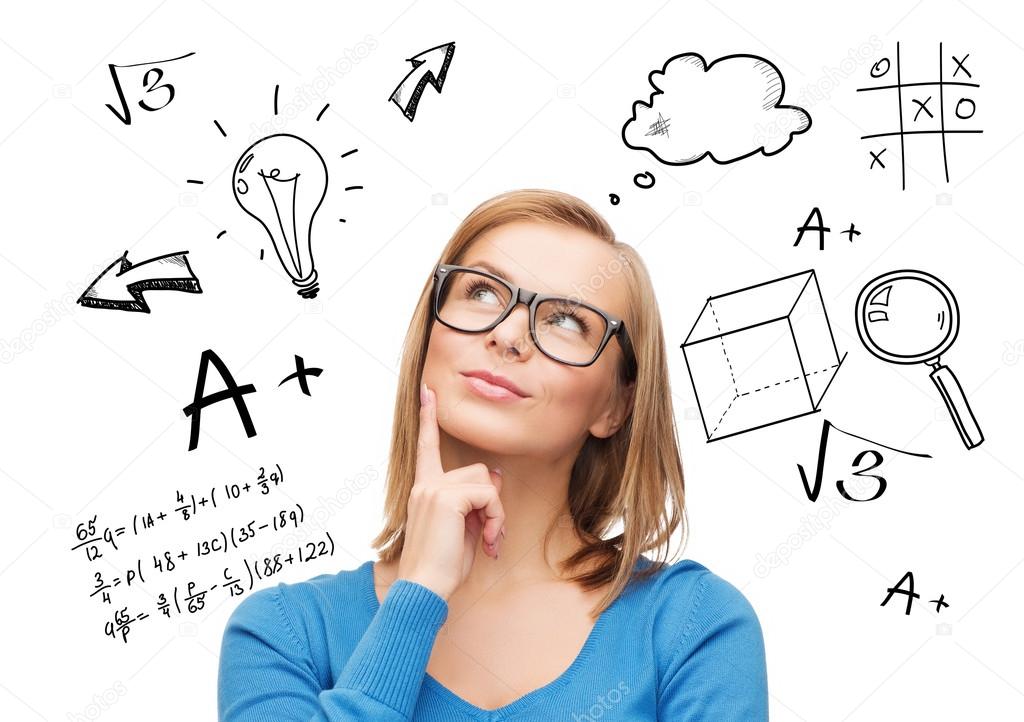 √3
O X
X O
X
A+
A+
√3
65/12 q = (1A + 4/8) + (10 + 2/3 q)
3/4 = P(48 + 13C)(35 - 18q)
q 65/P = 3/4 (P/65 - C/13)(88 + 122)
A+